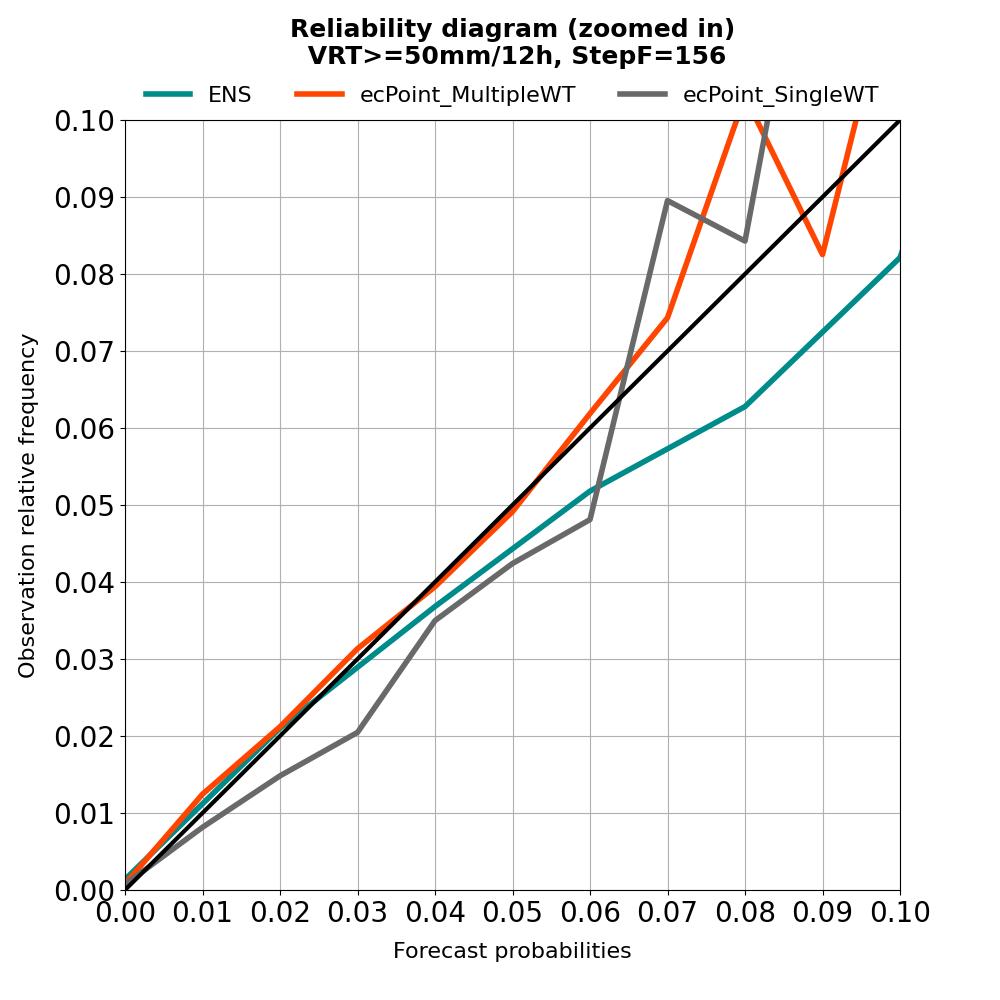 Reliability diagram (zoomed in)
VRT>=50mm/12h, StepF=156
ENS ecPoint_MultipleWT ecPoint_SingleWT
0.10
0.09
0.08
0.07
0.06
0.05
0.04
0.03
0.02
0.01
0.00
Observation relative frequency
0.00 0.01 0.02 0.03 0.04 0.05 0.06 0.07 0.08 0.09 0.10
Forecast probabilities